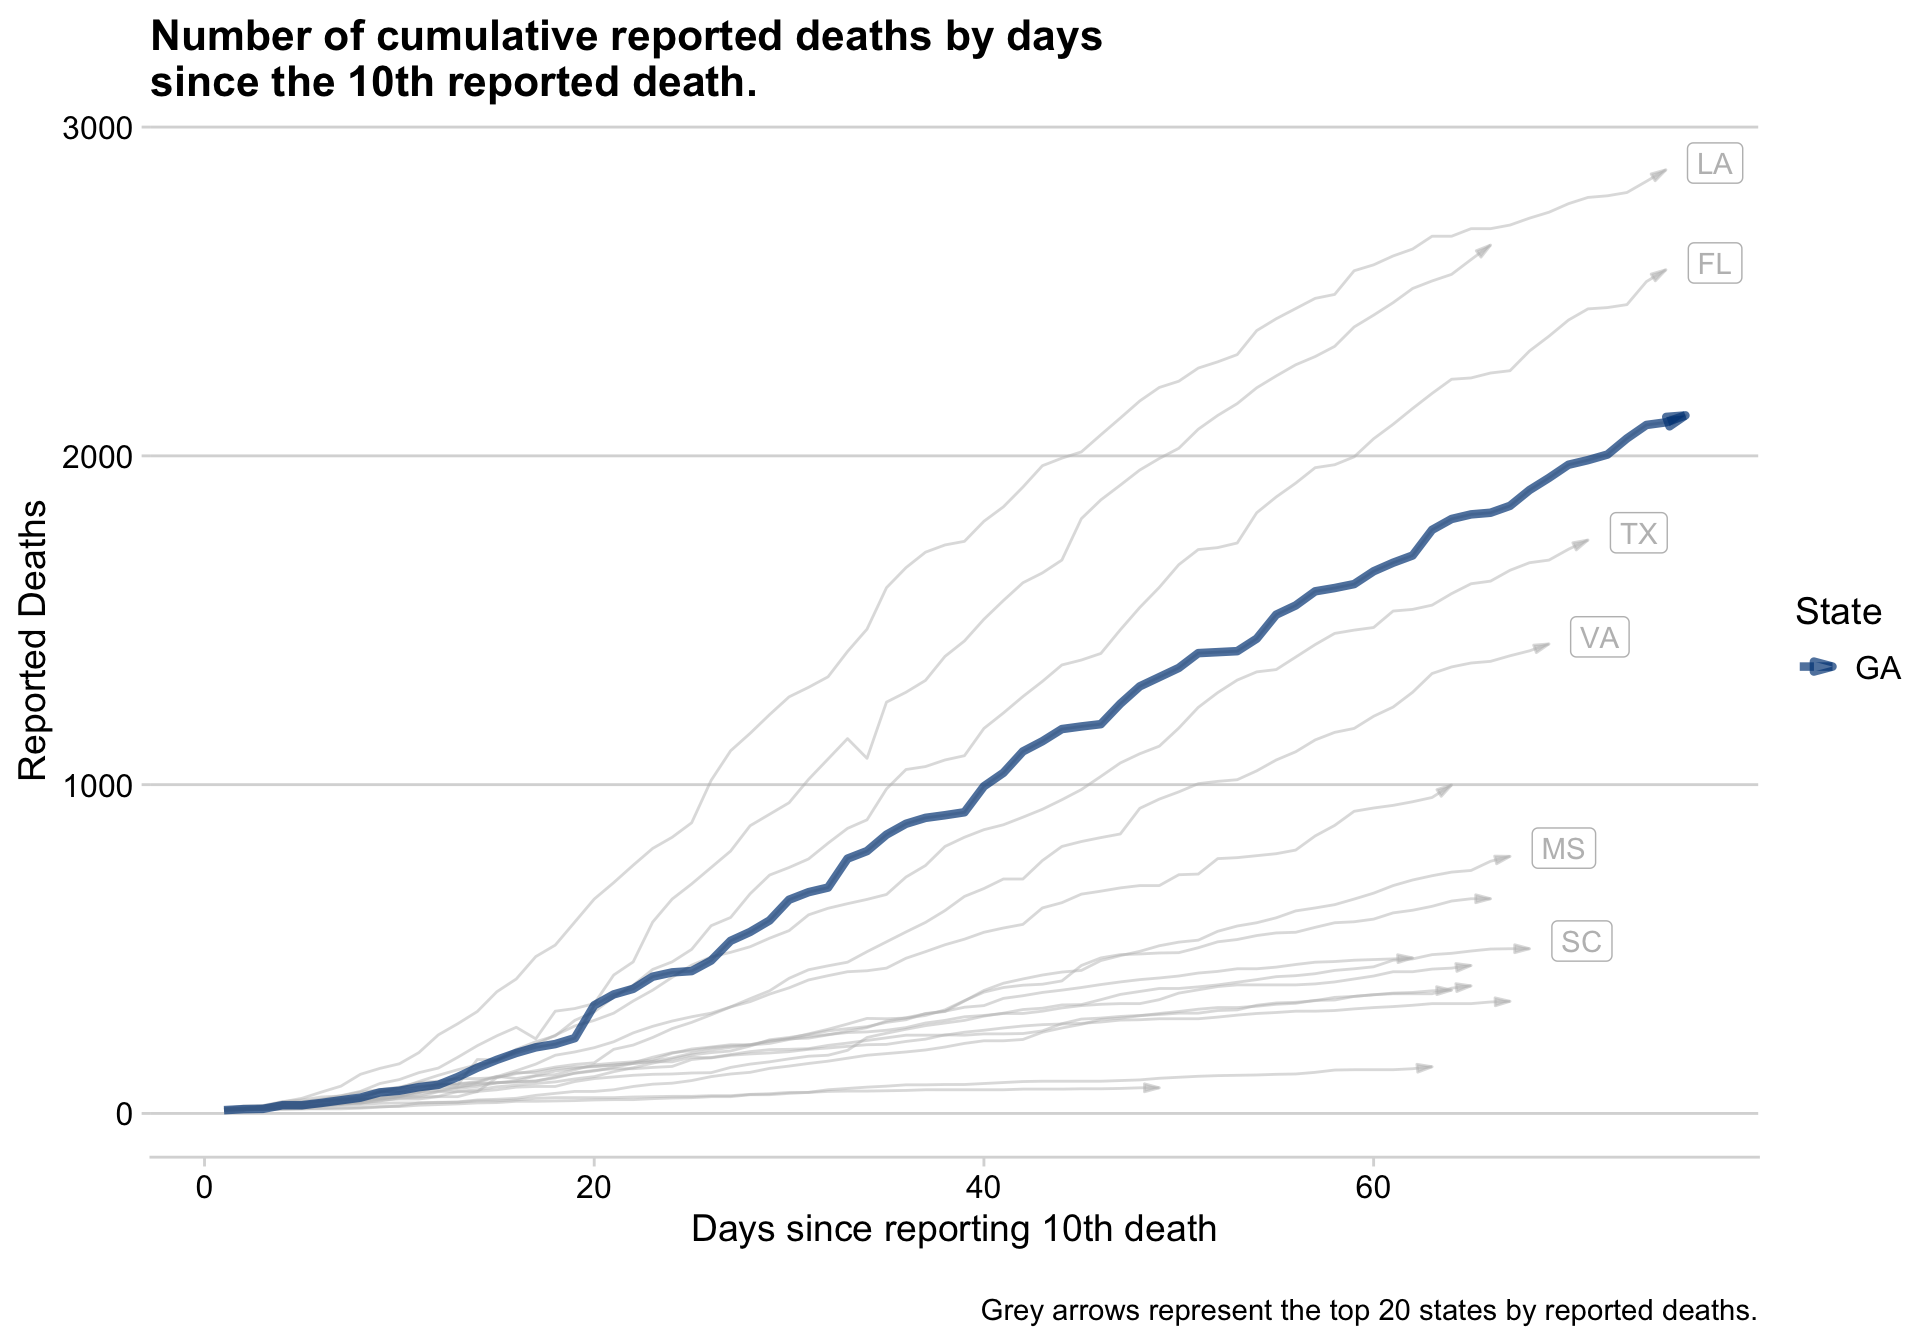 Number of cumulative reported deaths by days
since the 10th reported death.
3000
2000
1000
0
Reported Deaths
LA
FL
TX
VA
MS
SC
State
GA
0
20
40
60
Days since reporting 10th death
Grey arrows represent the top 20 states by reported deaths.